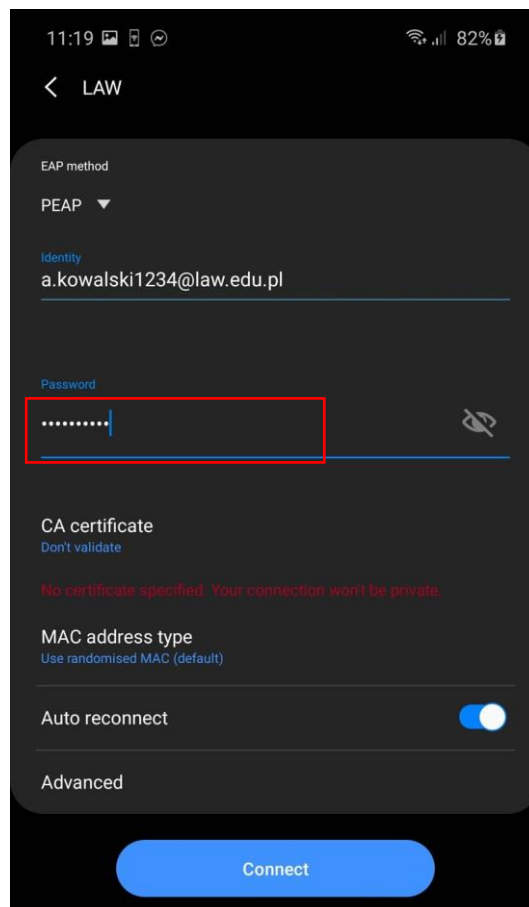 11:19 82%
LAW
EAP method
PEAP
Identity
a.kowalski1234@law.edu.pl
Password
••••••••••
CA certificate
Don't validate
No certificate specified. Your connection won't be private.
MAC address type
Use randomised MAC (default)
Auto reconnect
Advanced
Connect